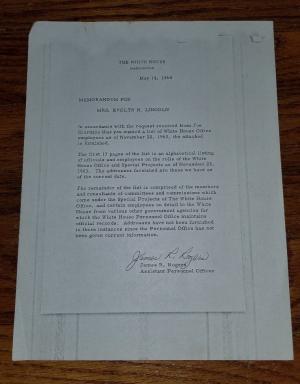 THE WHITE HOUSE
WASHINGTON
May 14, 1964
MEMORANDUM FOR
MRS. EVELYN N. LINCOLN
In accordance with the request received from
that you a list of White House Office
employees as of November 22, 1963, the attached
is furnished.
The first 17 pages of the list is an alphabetical listing
of officials and employees on the rolls of the White
House Office and Special Projects as of November 22,
1963. The addresses furnished are those we have as
of the current date.
The remainder of the list is comprised of the members
and consultants of committees and commissions which
come under the Special Projects of The White House
Office, and certain employees on detail to the White
House from various other government agencies for
which the White House Personnel Office maintains
official records. Addresses have not been furnished
in these instances since the Personnel Office has not
been given current information.
James R. Rogers
James R. Rogers
Assistant Personnel Officer